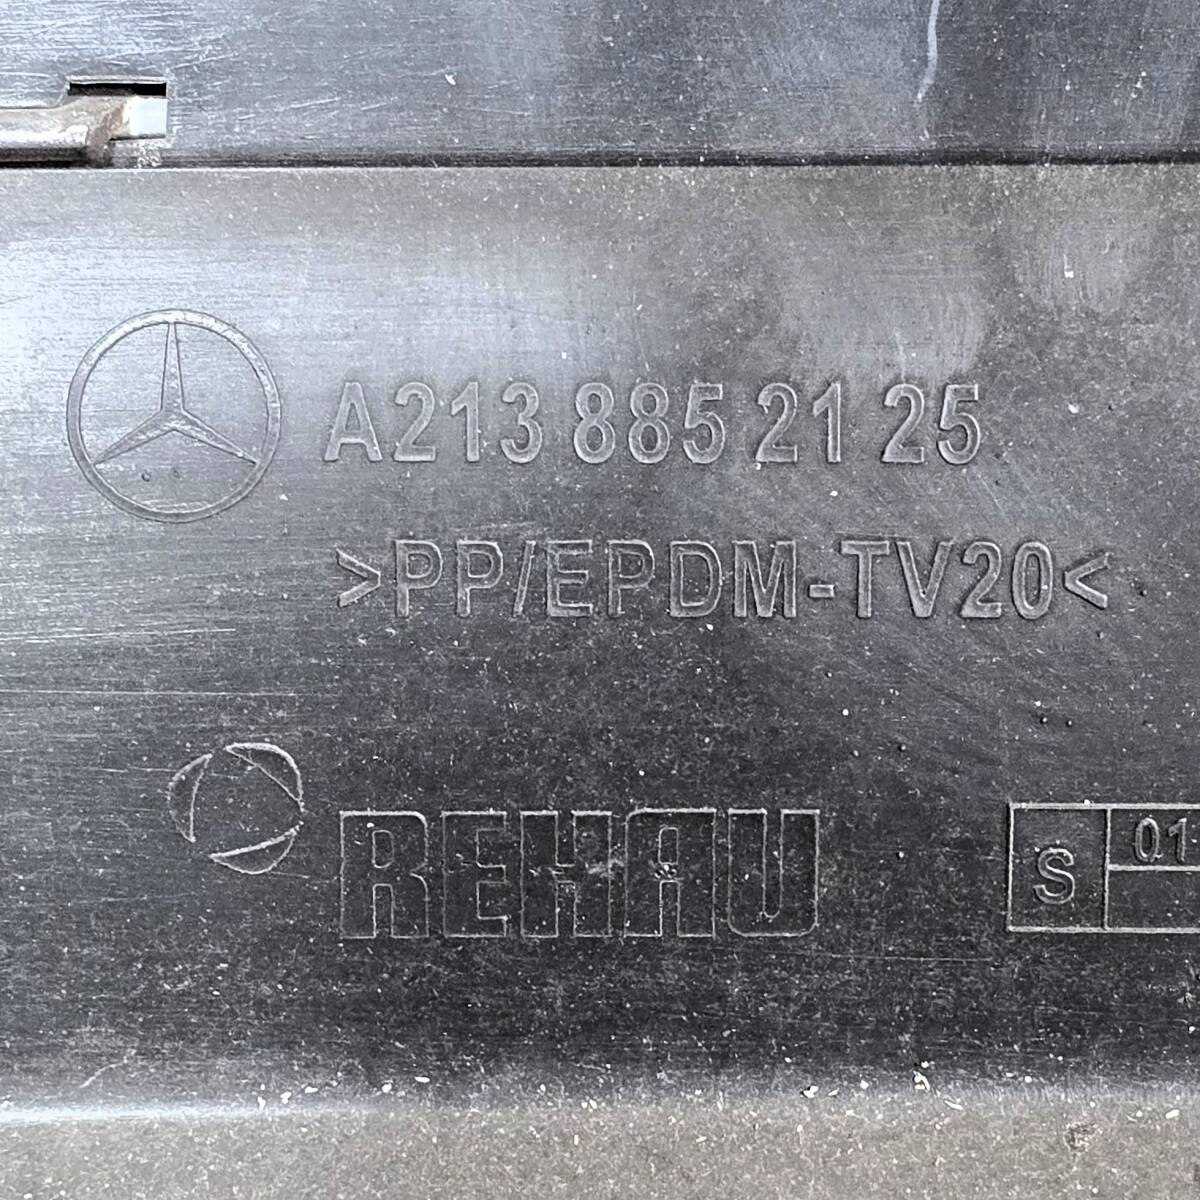 A213 885 21 25
>PP/EPDM-TV20<
REHAU
S 01